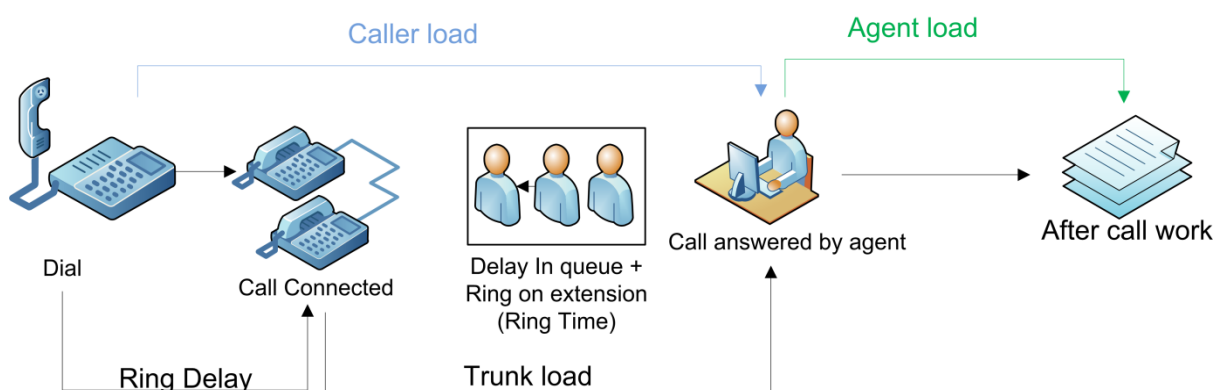 Caller load
Agent load
Dial
Call Connected
Delay In queue +
Ring on extension
(Ring Time)
Call answered by agent
After call work
Ring Delay
Trunk load